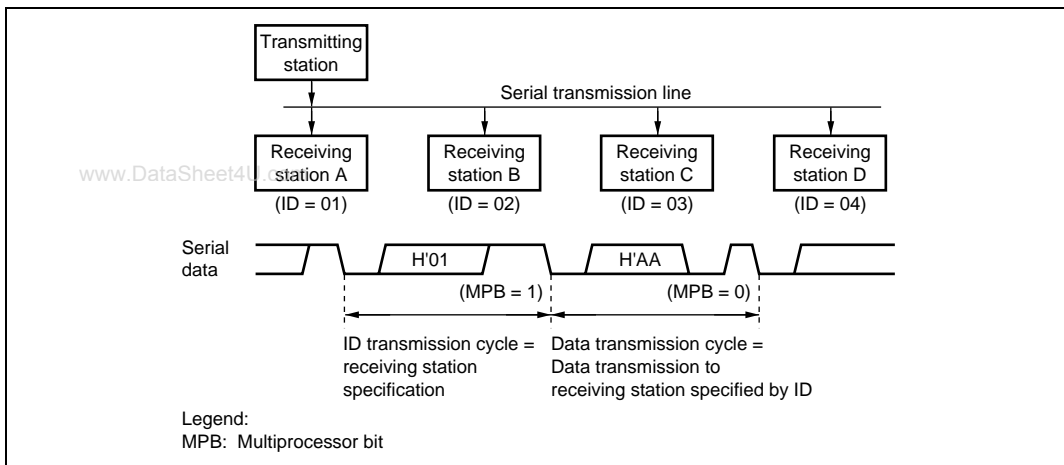 Transmitting
station
Serial transmission line
Receiving
station A
Receiving
station B
Receiving
station C
Receiving
station D
www.DataSheet4U.com
(ID = 01)
(ID = 02)
(ID = 03)
(ID = 04)
Serial
data
H'01
H'AA
(MPB = 1)
(MPB = 0)
ID transmission cycle =
receiving station
specification
Data transmission cycle =
Data transmission to
receiving station specified by ID
Legend:
MPB: Multiprocessor bit